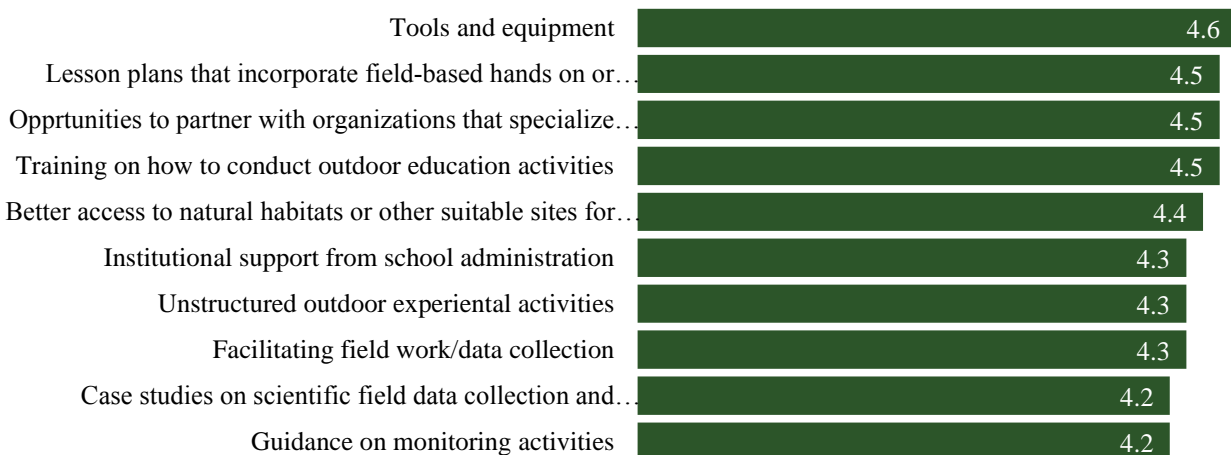 Tools and equipment 4.6
Lesson plans that incorporate field-based hands on or… 4.5
Opprtunities to partner with organizations that specialize… 4.5
Training on how to conduct outdoor education activities 4.5
Better access to natural habitats or other suitable sites for… 4.4
Institutional support from school administration 4.3
Unstructured outdoor experiental activities 4.3
Facilitating field work/data collection 4.3
Case studies on scientific field data collection and… 4.2
Guidance on monitoring activities 4.2